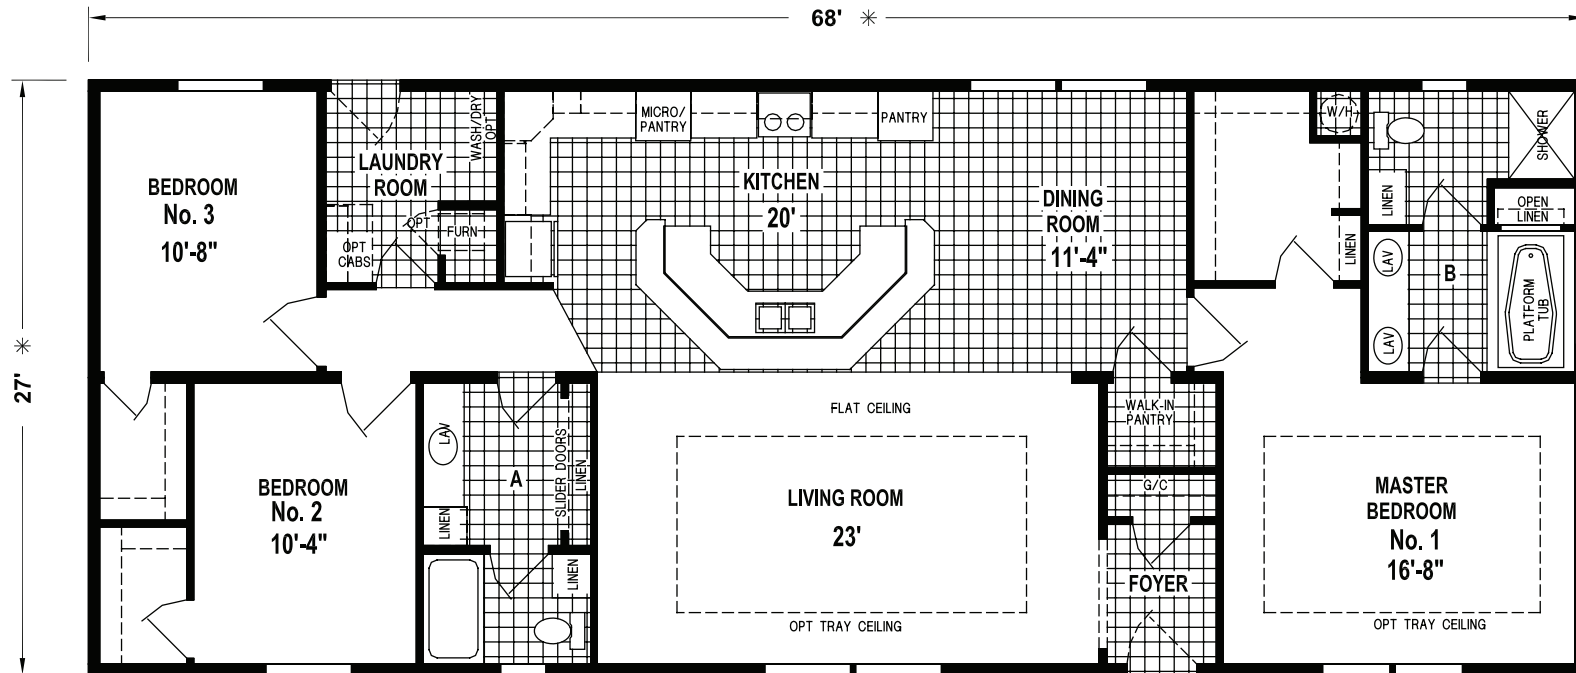 68' ✳
27' ✳
BEDROOM
No. 3
10'-8"
LAUNDRY
ROOM
WASH/DRY
OPT
OPT
FURN
OPT
CABS
MICRO/
PANTRY
PANTRY
KITCHEN
20'
DINING
ROOM
11'-4"
W/H
SHOWER
LINEN
OPEN
LINEN
LINEN
LAV
LAV
B
PLATFORM
TUB
BEDROOM
No. 2
10'-4"
LAV
A
SLIDER DOORS
LINEN
LINEN
LINEN
FLAT CEILING
LIVING ROOM
23'
OPT TRAY CEILING
WALK-IN
PANTRY
G/C
FOYER
MASTER
BEDROOM
No. 1
16'-8"
OPT TRAY CEILING